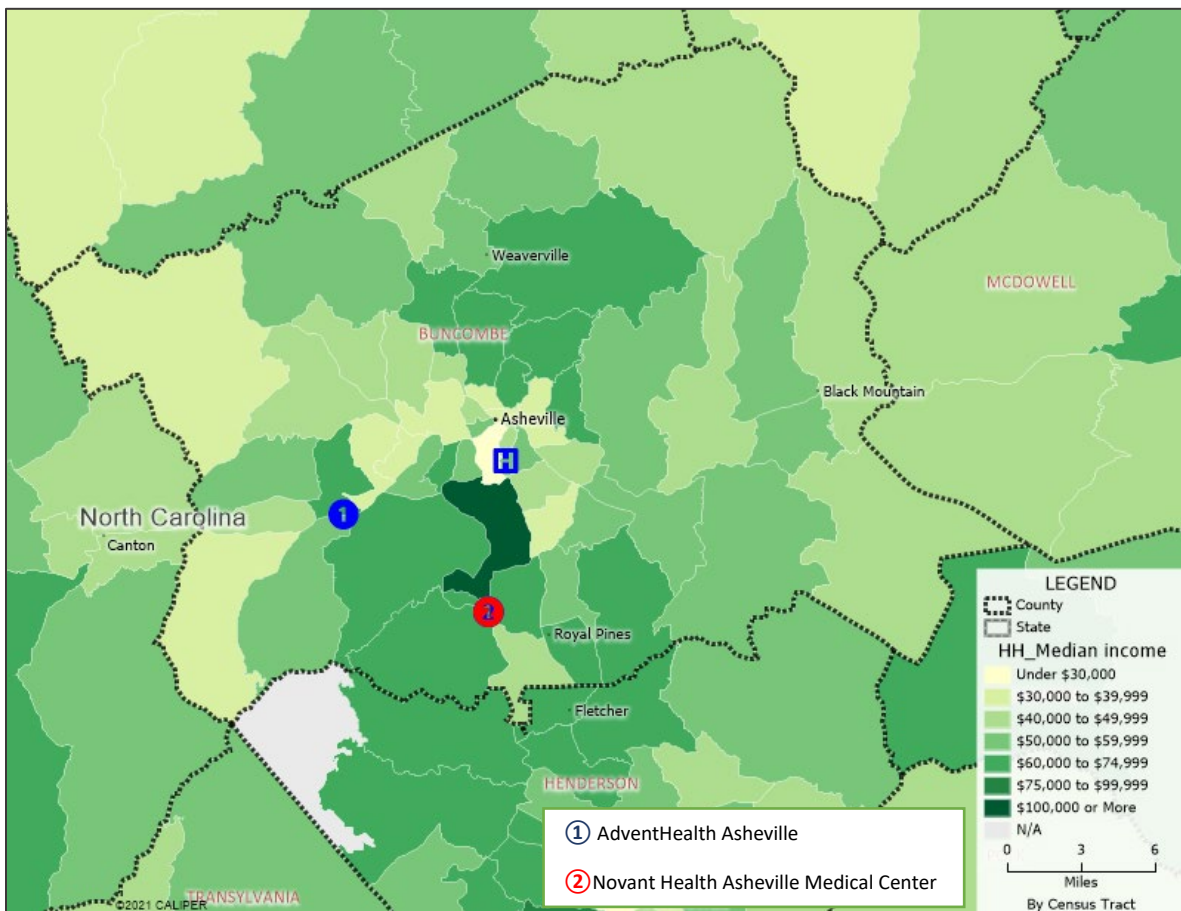 Weaverville
MCDOWELL
BUNCOMBE
Black Mountain
Asheville
H
North Carolina
1
Canton
2
Royal Pines
Fletcher
HENDERSON
TRANSYLVANIA
©2021 CALIPER
LEGEND
County
State
HH_Median income
Under $30,000
$30,000 to $39,999
$40,000 to $49,999
$50,000 to $59,999
$60,000 to $74,999
$75,000 to $99,999
$100,000 or More
N/A
0 3 6
Miles
By Census Tract
1 AdventHealth Asheville
2 Novant Health Asheville Medical Center